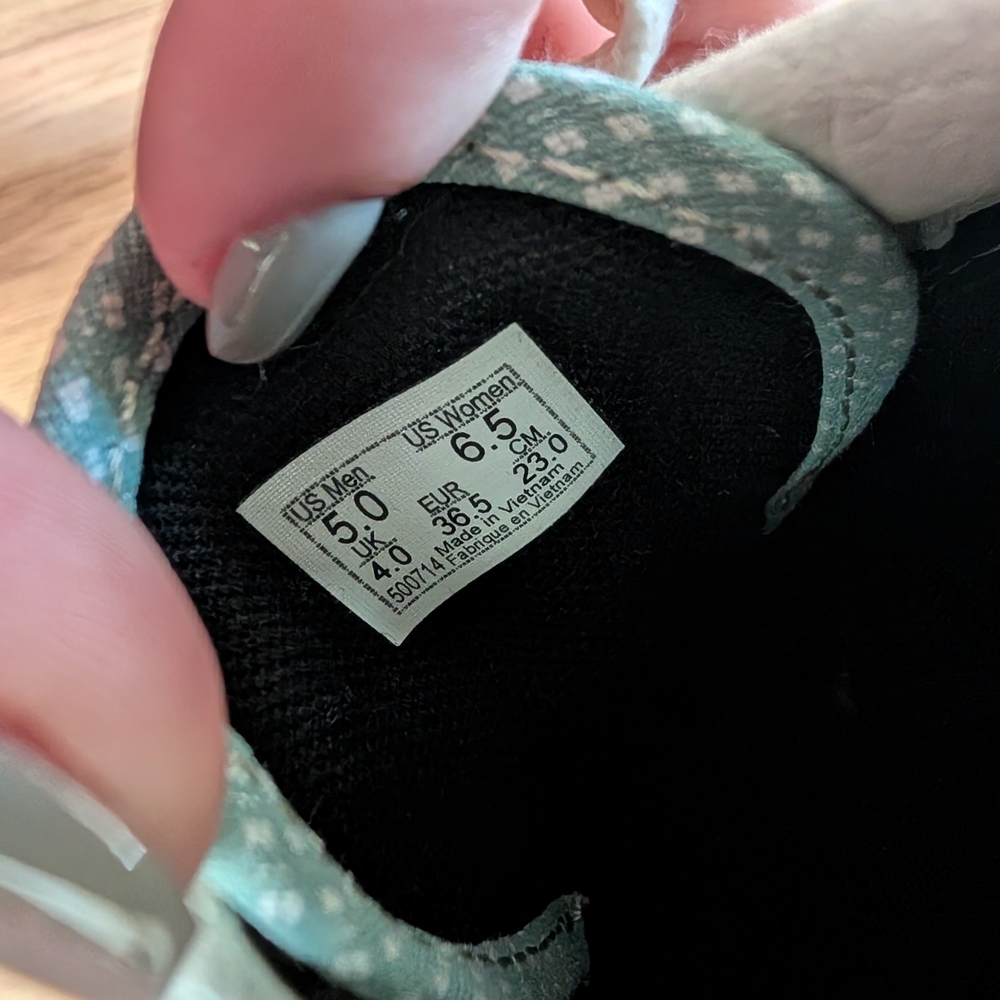 US Men US Women
5.0 6.5
UK EUR CM
4.0 36.5 23.0
500714 Made in Vietnam
Fabrique en Vietnam